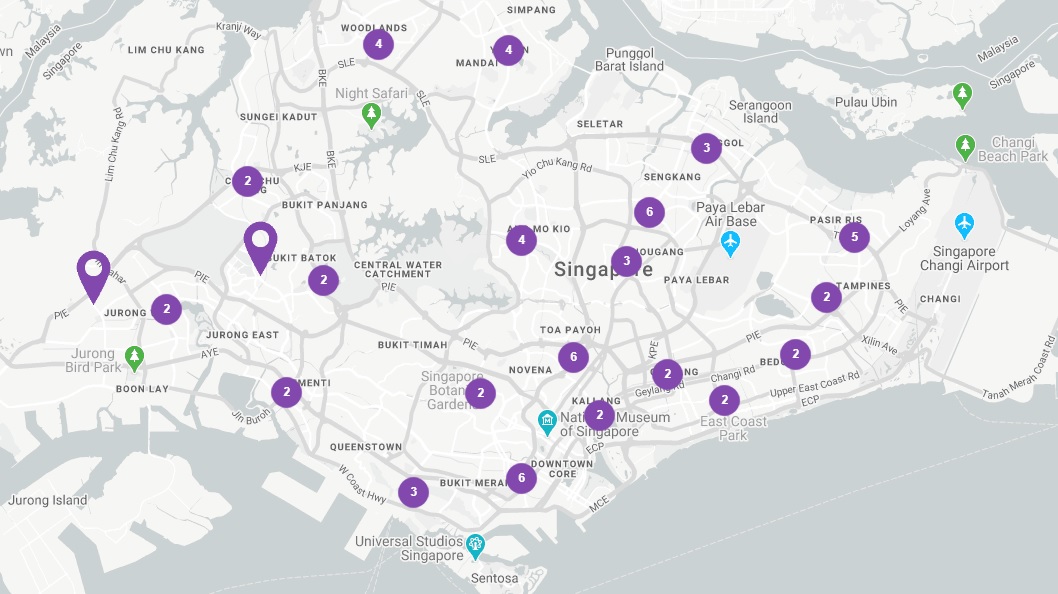 SIMPANG
Kranji Way
WOODLANDS
4
4
Malaysia
Singapore
LIM CHU KANG
SLE
MANDAI
BKE
Punggol
Barat Island
Malaysia
Singapore
Night Safari
SLE
Pulau Ubin
Serangoon
Island
SUNGEI KADUT
SELETAR
Lim Chu Kang Rd
BKE
3
Changi
Beach Park
SLE
Yio Chu Kang Rd
KJE
2
SENGKANG
BUKIT PANJANG
6
Paya Lebar
Air Base
Loyang Ave
PASIR RIS
5
4
MO KIO
Singapore
Changi Airport
BUKIT BATOK
CENTRAL WATER
CATCHMENT
3
Singapore
PIE
2
PIE
PAYA LEBAR
TAMPINES
2
CHANGI
PIE
PIE
JURONG
2
JURONG EAST
TOA PAYOH
KPE
PIE
Xilin Ave
BUKIT TIMAH
PIE
AYE
Jurong
Bird Park
6
2
NOVENA
2
Changi Rd
Geylang Rd
Upper East Coast Rd
ECP
Tanah Merah Coast Rd
BOON LAY
2
Singapore
Botanic
Gardens
2
KALLANG
2
2
Jln Buroh
National Museum
of Singapore
East Coast
Park
QUEENSTOWN
ECP
DOWNTOWN
CORE
W Coast Hwy
BUKIT MERAH
6
3
MCE
Jurong Island
Universal Studios
Singapore
Sentosa